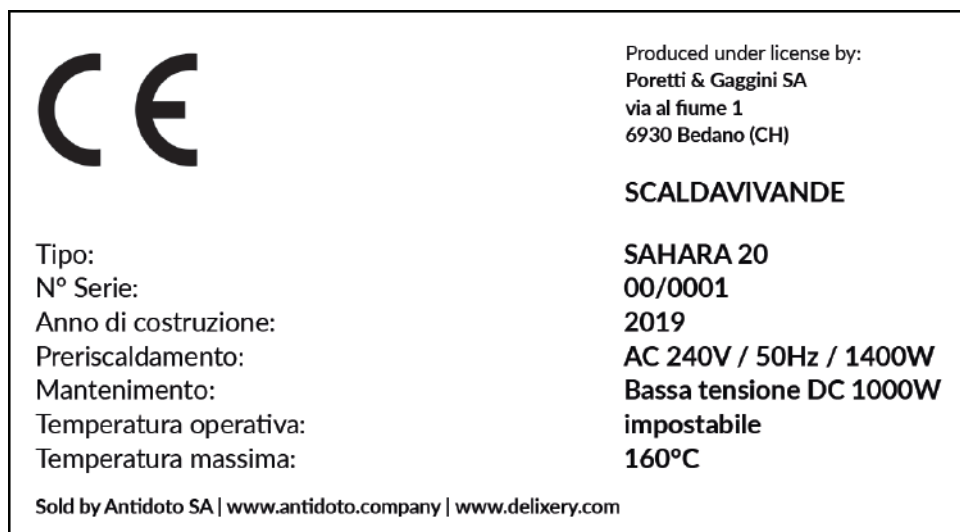 CE
Produced under license by:
Poretti & Gaggini SA
via al fiume 1
6930 Bedano (CH)
SCALDAVIVANDE
Tipo: SAHARA 20
N° Serie: 00/0001
Anno di costruzione: 2019
Preriscaldamento: AC 240V / 50Hz / 1400W
Mantenimento: Bassa tensione DC 1000W
Temperatura operativa: impostabile
Temperatura massima: 160°C
Sold by Antidoto SA | www.antidoto.company | www.delixery.com